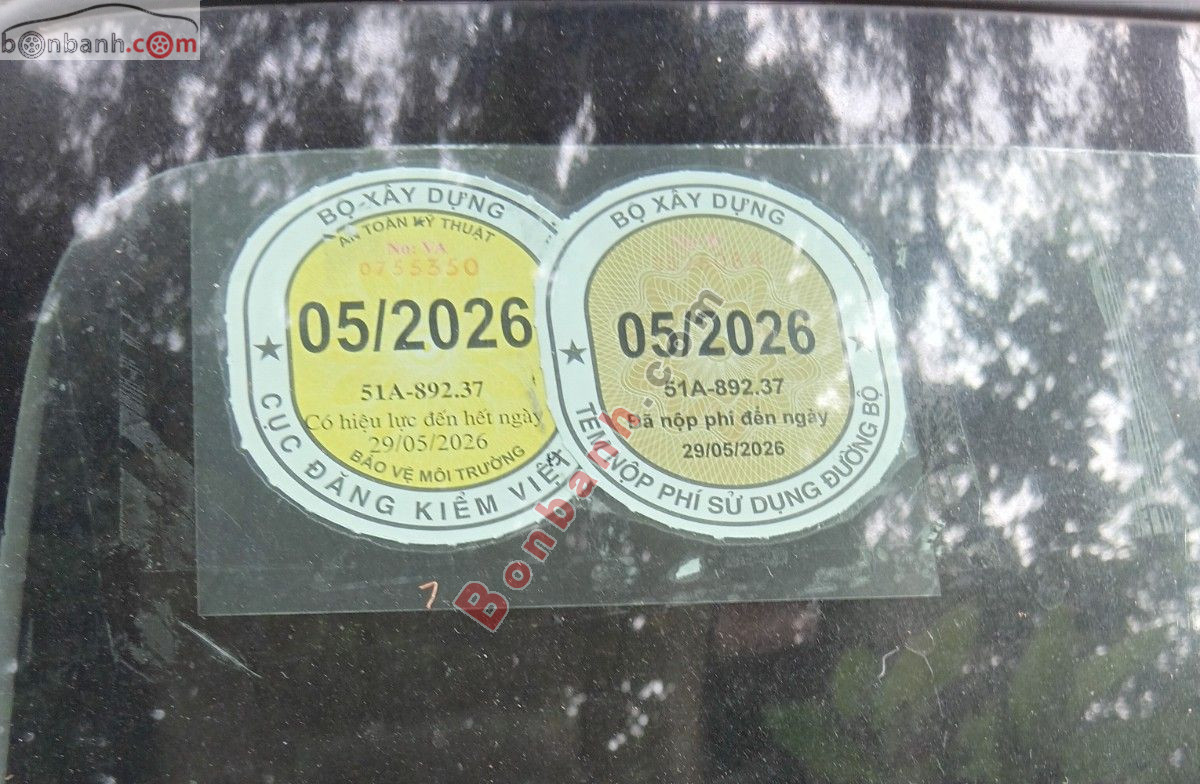 bonbanh.com
BỘ XÂY DỰNG
AN TOÀN KỸ THUẬT
No: VA
0755350
05/2026
51A-892.37
Có hiệu lực đến hết ngày
29/05/2026
BẢO VỆ MÔI TRƯỜNG
CỤC ĐĂNG KIỂM VIỆT
BỘ XÂY DỰNG
05/2026
51A-892.37
Đã nộp phí đến ngày
29/05/2026
TEM NỘP PHÍ SỬ DỤNG ĐƯỜNG BỘ
Bonbanh.com